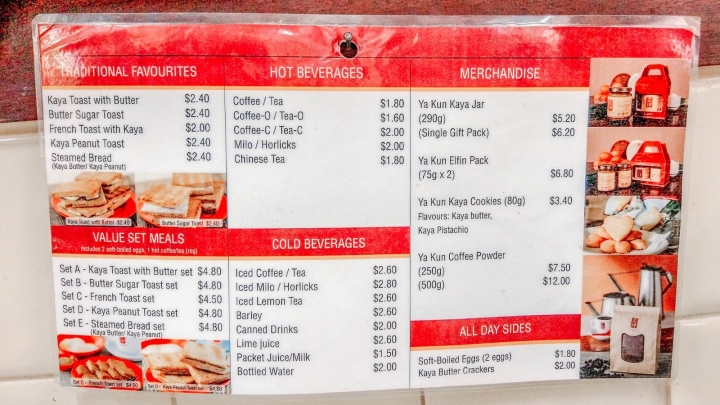 TRADITIONAL FAVOURITES
Kaya Toast with Butter $2.40
Butter Sugar Toast $2.40
French Toast with Kaya $2.00
Kaya Peanut Toast $2.40
Steamed Bread $2.40
(Kaya Butter/ Kaya Peanut)
Kaya Toast with Butter $2.40
Butter Sugar Toast $2.40
VALUE SET MEALS
Includes 2 soft-boiled eggs, 1 hot coffee/tea (reg)
Set A - Kaya Toast with Butter set $4.80
Set B - Butter Sugar Toast set $4.80
Set C - French Toast set $4.50
Set D - Kaya Peanut Toast set $4.80
Set E - Steamed Bread set $4.80
(Kaya Butter/ Kaya Peanut)
Set C - French Toast set $4.50
Set D - Kaya Peanut Toast set $4.80
HOT BEVERAGES
Coffee / Tea $1.80
Coffee-O / Tea-O $1.60
Coffee-C / Tea-C $2.00
Milo / Horlicks $2.00
Chinese Tea $1.80
COLD BEVERAGES
Iced Coffee / Tea $2.60
Iced Milo / Horlicks $2.80
Iced Lemon Tea $2.60
Barley $2.60
Canned Drinks $2.00
Lime juice $2.60
Packet Juice/Milk $1.50
Bottled Water $2.00
MERCHANDISE
Ya Kun Kaya Jar
(290g) $5.20
(Single Gift Pack) $6.20
Ya Kun Elfin Pack
(75g x 2) $6.80
Ya Kun Kaya Cookies (80g) $3.40
Flavours: Kaya butter,
Kaya Pistachio
Ya Kun Coffee Powder
(250g) $7.50
(500g) $12.00
ALL DAY SIDES
Soft-Boiled Eggs (2 eggs) $1.80
Kaya Butter Crackers $2.00